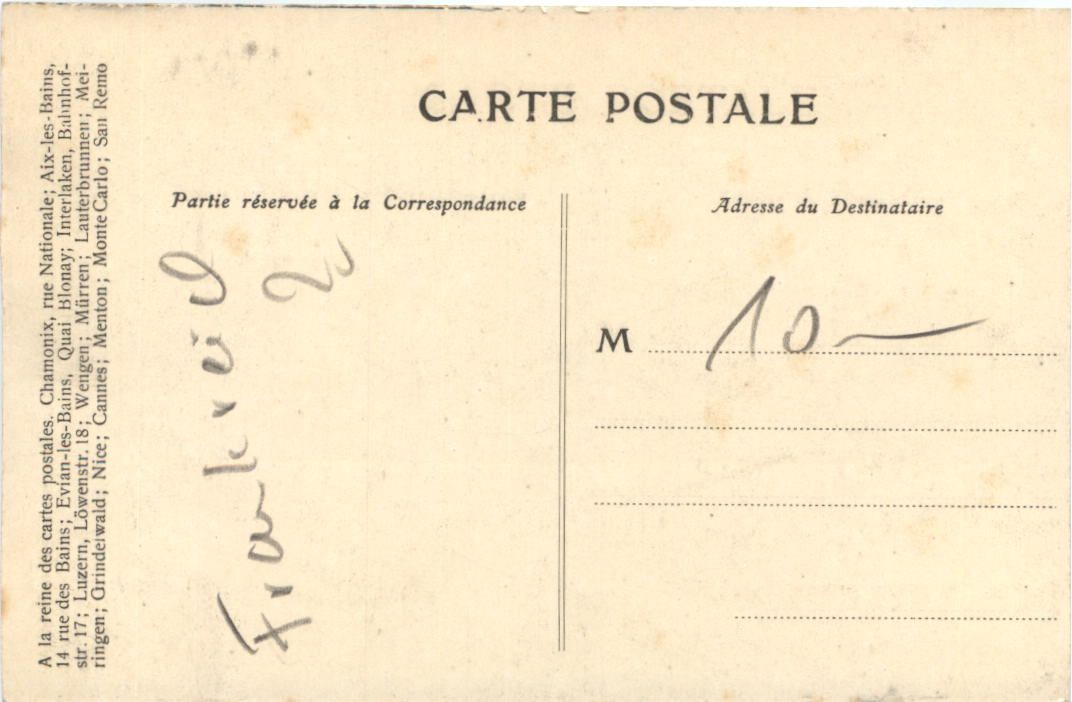 CARTE POSTALE
Partie réservée à la Correspondance
Adresse du Destinataire
M 10—
A la reine des cartes postales. Chamonix, rue Nationale; Aix-les-Bains,
14 rue des Bains; Evian-les-Bains, Quai Blonay; Interlaken, Bahnhof-
str. 17; Luzern, Löwenstr. 18; Wengen; Mürren; Lauterbrunnen; Mei-
ringen; Grindelwald; Nice; Cannes; Menton; Monte Carlo; San Remo
Frankreich